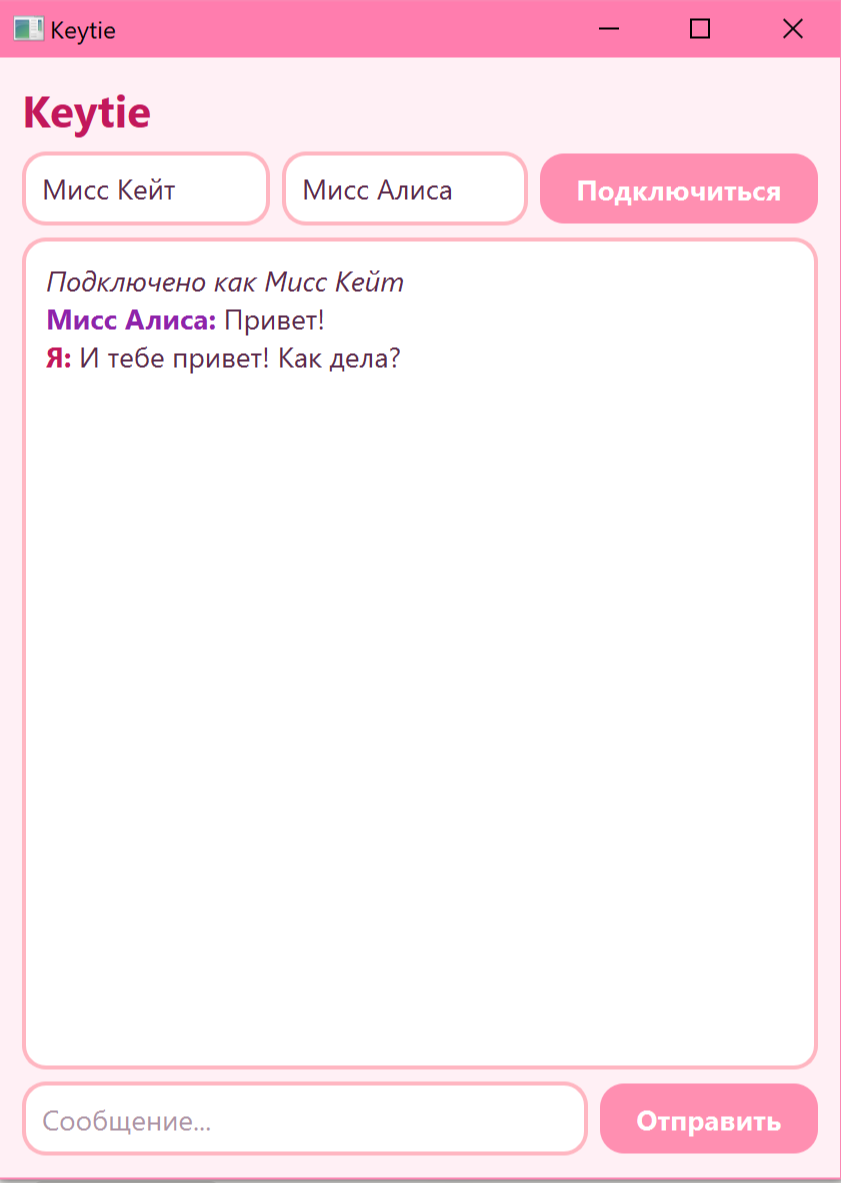 Keytie
Keytie
Мисс Кейт
Мисс Алиса
Подключиться
Подключено как Мисс Кейт
Мисс Алиса: Привет!
Я: И тебе привет! Как дела?
Сообщение...
Отправить